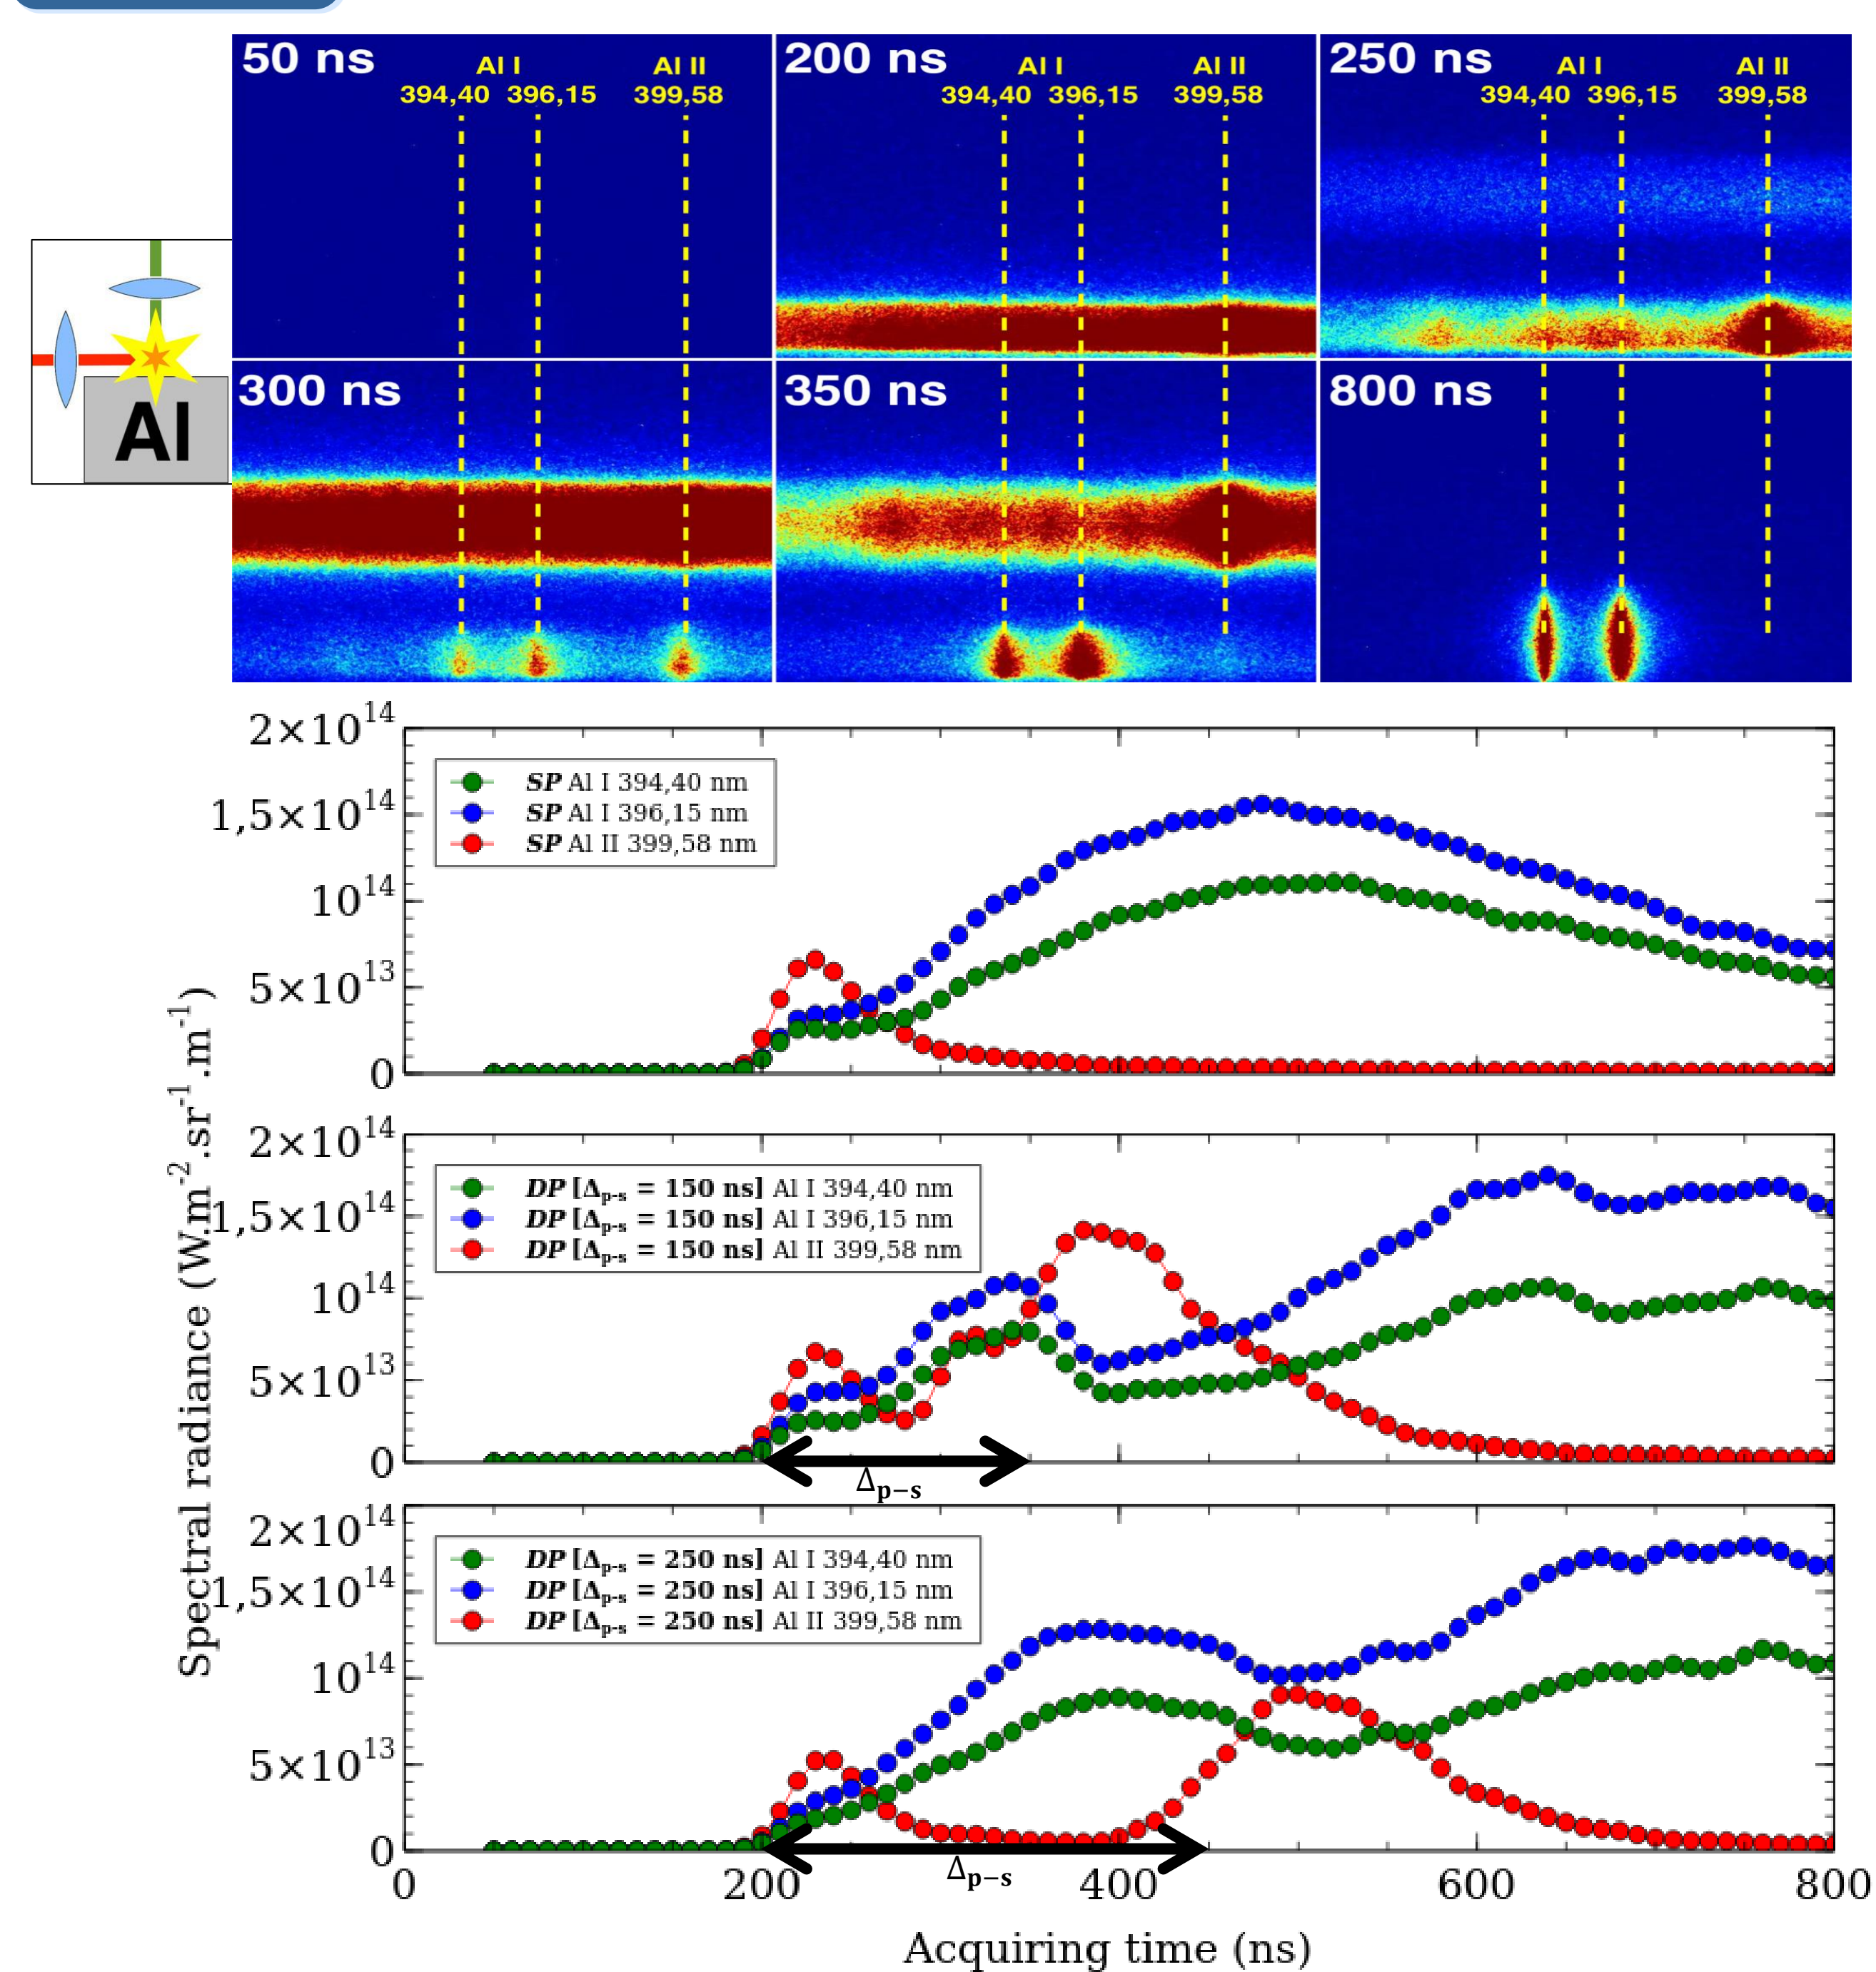 50 ns
Al I
Al II
394,40 396,15
399,58
200 ns
Al I
Al II
394,40 396,15
399,58
250 ns
Al I
Al II
394,40 396,15
399,58
Al
300 ns
350 ns
800 ns
Spectral radiance (W.m⁻².sr⁻¹.m⁻¹)
2×10¹⁴
1,5×10¹⁴
10¹⁴
5×10¹³
0
SP Al I 394,40 nm
SP Al I 396,15 nm
SP Al II 399,58 nm
2×10¹⁴
1,5×10¹⁴
10¹⁴
5×10¹³
0
DP [Δp-s = 150 ns] Al I 394,40 nm
DP [Δp-s = 150 ns] Al I 396,15 nm
DP [Δp-s = 150 ns] Al II 399,58 nm
Δp−s
2×10¹⁴
1,5×10¹⁴
10¹⁴
5×10¹³
0
DP [Δp-s = 250 ns] Al I 394,40 nm
DP [Δp-s = 250 ns] Al I 396,15 nm
DP [Δp-s = 250 ns] Al II 399,58 nm
Δp−s
0 200 400 600 800
Acquiring time (ns)